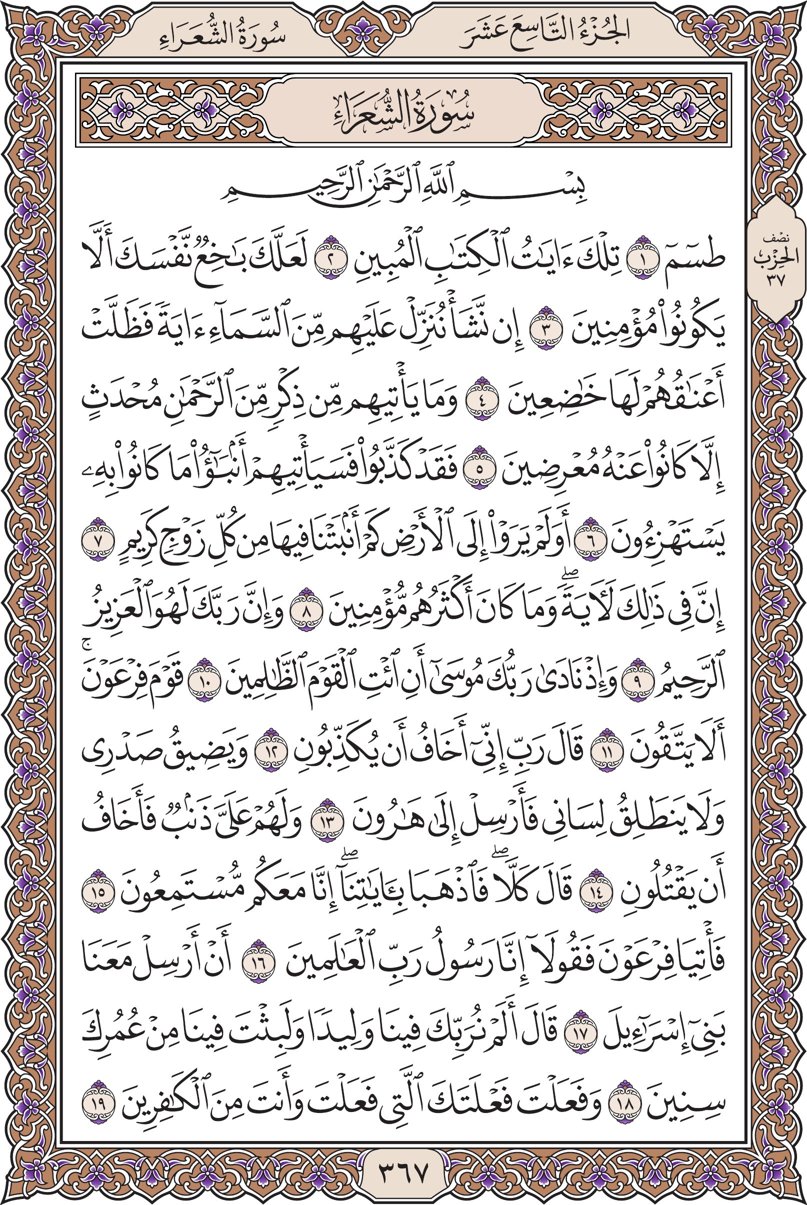 الجُزْءُ التَّاسِعَ عَشَرَ
سُورَةُ الشُّعَرَاءِ
سُورَةُ الشُّعَرَاءِ
بِسْمِ ٱللَّهِ ٱلرَّحْمَٰنِ ٱلرَّحِيمِ
نصف
الحزب
٣٧
طسٓمٓ ١ تِلْكَ ءَايَٰتُ ٱلْكِتَٰبِ ٱلْمُبِينِ ٢ لَعَلَّكَ بَٰخِعٌ نَّفْسَكَ أَلَّا
يَكُونُوا۟ مُؤْمِنِينَ ٣ إِن نَّشَأْ نُنَزِّلْ عَلَيْهِم مِّنَ ٱلسَّمَآءِ ءَايَةً فَظَلَّتْ
أَعْنَٰقُهُمْ لَهَا خَٰضِعِينَ ٤ وَمَا يَأْتِيهِم مِّن ذِكْرٍ مِّنَ ٱلرَّحْمَٰنِ مُحْدَثٍ
إِلَّا كَانُوا۟ عَنْهُ مُعْرِضِينَ ٥ فَقَدْ كَذَّبُوا۟ فَسَيَأْتِيهِمْ أَنۢبَٰٓؤُا۟ مَا كَانُوا۟ بِهِۦ
يَسْتَهْزِءُونَ ٦ أَوَلَمْ يَرَوْا۟ إِلَى ٱلْأَرْضِ كَمْ أَنۢبَتْنَا فِيهَا مِن كُلِّ زَوْجٍ كَرِيمٍ ٧
إِنَّ فِى ذَٰلِكَ لَءَايَةً ۖ وَمَا كَانَ أَكْثَرُهُم مُّؤْمِنِينَ ٨ وَإِنَّ رَبَّكَ لَهُوَ ٱلْعَزِيزُ
ٱلرَّحِيمُ ٩ وَإِذْ نَادَىٰ رَبُّكَ مُوسَىٰٓ أَنِ ٱئْتِ ٱلْقَوْمَ ٱلظَّٰلِمِينَ ١٠ قَوْمَ فِرْعَوْنَ ۚ
أَلَا يَتَّقُونَ ١١ قَالَ رَبِّ إِنِّىٓ أَخَافُ أَن يُكَذِّبُونِ ١٢ وَيَضِيقُ صَدْرِى
وَلَا يَنطَلِقُ لِسَانِى فَأَرْسِلْ إِلَىٰ هَٰرُونَ ١٣ وَلَهُمْ عَلَىَّ ذَنۢبٌ فَأَخَافُ
أَن يَقْتُلُونِ ١٤ قَالَ كَلَّا ۖ فَٱذْهَبَا بِـَٔايَٰتِنَآ ۖ إِنَّا مَعَكُم مُّسْتَمِعُونَ ١٥
فَأْتِيَا فِرْعَوْنَ فَقُولَآ إِنَّا رَسُولُ رَبِّ ٱلْعَٰلَمِينَ ١٦ أَنْ أَرْسِلْ مَعَنَا
بَنِىٓ إِسْرَٰٓءِيلَ ١٧ قَالَ أَلَمْ نُرَبِّكَ فِينَا وَلِيدًا وَلَبِثْتَ فِينَا مِنْ عُمُرِكَ
سِنِينَ ١٨ وَفَعَلْتَ فَعْلَتَكَ ٱلَّتِى فَعَلْتَ وَأَنتَ مِنَ ٱلْكَٰفِرِينَ ١٩
٣٦٧